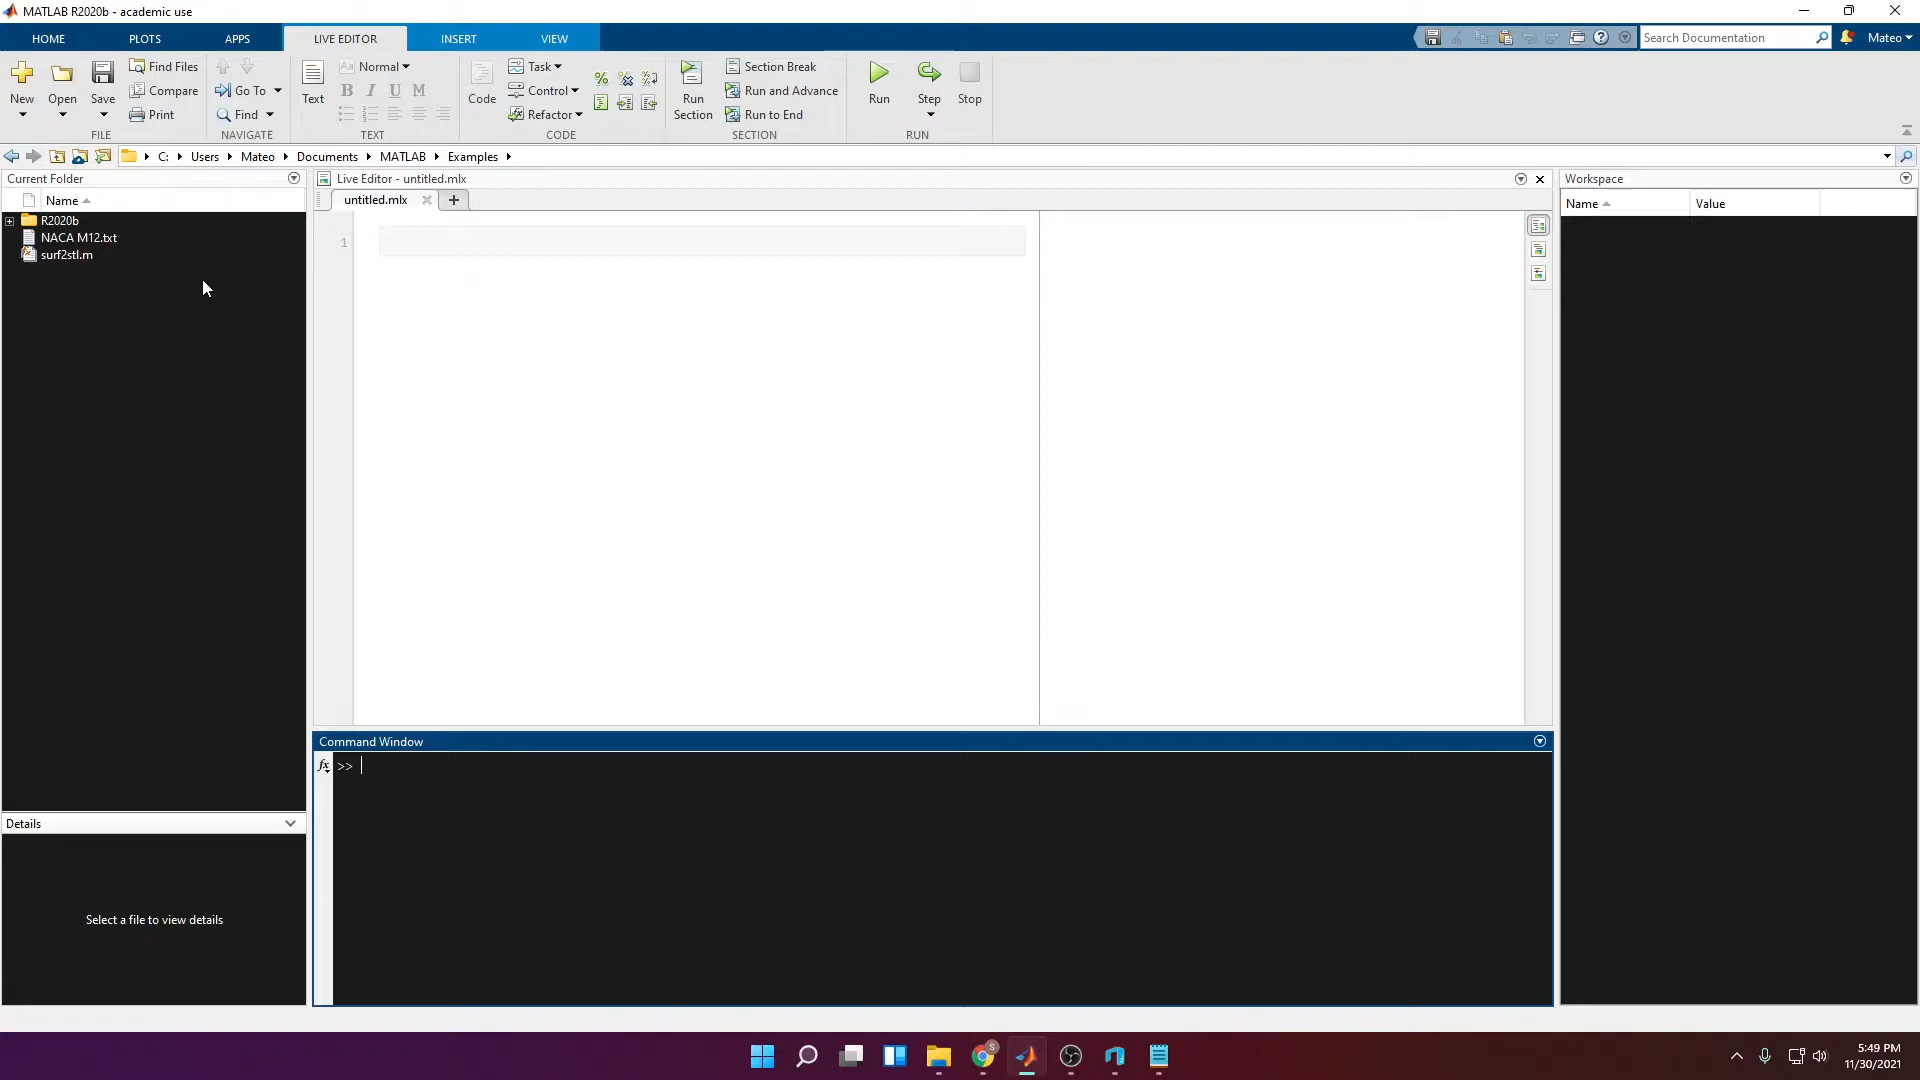 MATLAB R2020b - academic use
HOME PLOTS APPS LIVE EDITOR INSERT VIEW
Search Documentation
Mateo
New
Open
Save
Find Files
Compare
Print
FILE
Go To
Find
NAVIGATE
Text
Aa Normal
B I U M
TEXT
Code
Task
Control
Refactor
CODE
Run
Section
Section Break
Run and Advance
Run to End
SECTION
Run
Step
Stop
RUN
C: Users Mateo Documents MATLAB Examples
Current Folder
Name
R2020b
NACA M12.txt
surf2stl.m
Details
Select a file to view details
Live Editor - untitled.mlx
untitled.mlx
+
1
Command Window
fx >>
Workspace
Name Value
5:49 PM
11/30/2021